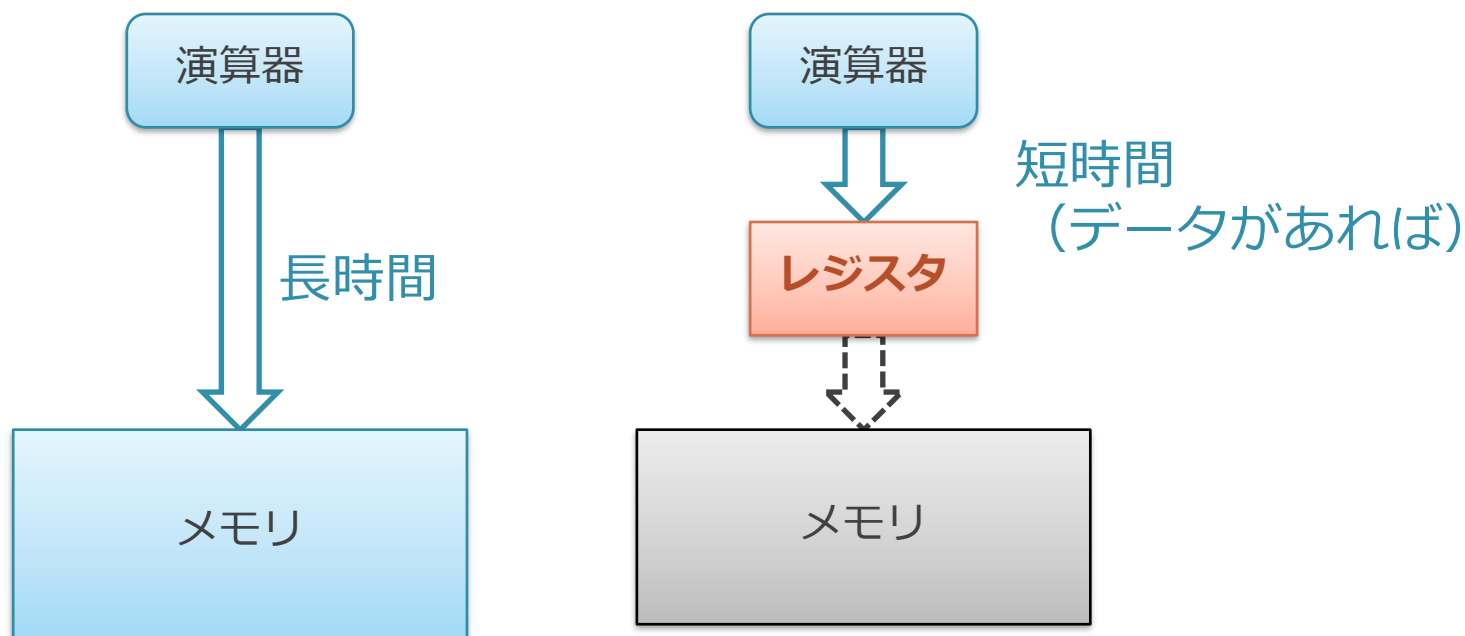 演算器
長時間
メモリ
演算器
短時間
（データがあれば）
レジスタ
メモリ